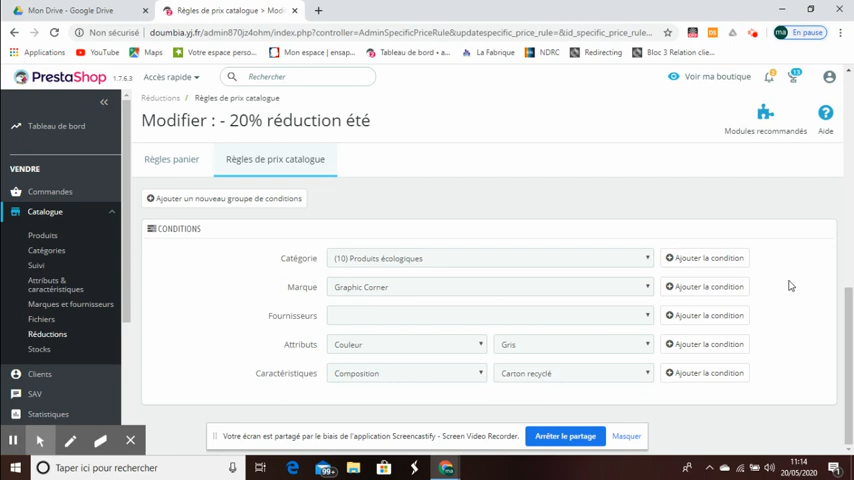 Mon Drive - Google Drive
Règles de prix catalogue > Modi
Non sécurisé
doumbia.yj.fr/admin870jz4ohm/index.php?controller=AdminSpecificPriceRule&updatespecific_price_rule=&id_specific_price_rule...
En pause
Applications
YouTube
Maps
Votre espace perso...
Mon espace | ensap...
Tableau de bord « ...
La Fabrique
NDRC
Redirecting
Bloc 3 Relation clie...
PrestaShop
1.7.6.3
Accès rapide
Rechercher
Voir ma boutique
2
13
Réductions / Règles de prix catalogue
Modifier : - 20% réduction été
Modules recommandés
Aide
Règles panier
Règles de prix catalogue
Tableau de bord
VENDRE
Commandes
Catalogue
Produits
Catégories
Suivi
Attributs &
caractéristiques
Marques et fournisseurs
Fichiers
Réductions
Stocks
Clients
SAV
Statistiques
Ajouter un nouveau groupe de conditions
CONDITIONS
Catégorie (10) Produits écologiques Ajouter la condition
Marque Graphic Corner Ajouter la condition
Fournisseurs Ajouter la condition
Attributs Couleur Gris Ajouter la condition
Caractéristiques Composition Carton recyclé Ajouter la condition
Votre écran est partagé par le biais de l'application Screencastify - Screen Video Recorder.
Arrêter le partage
Masquer
Taper ici pour rechercher
99+
11:14
20/05/2020